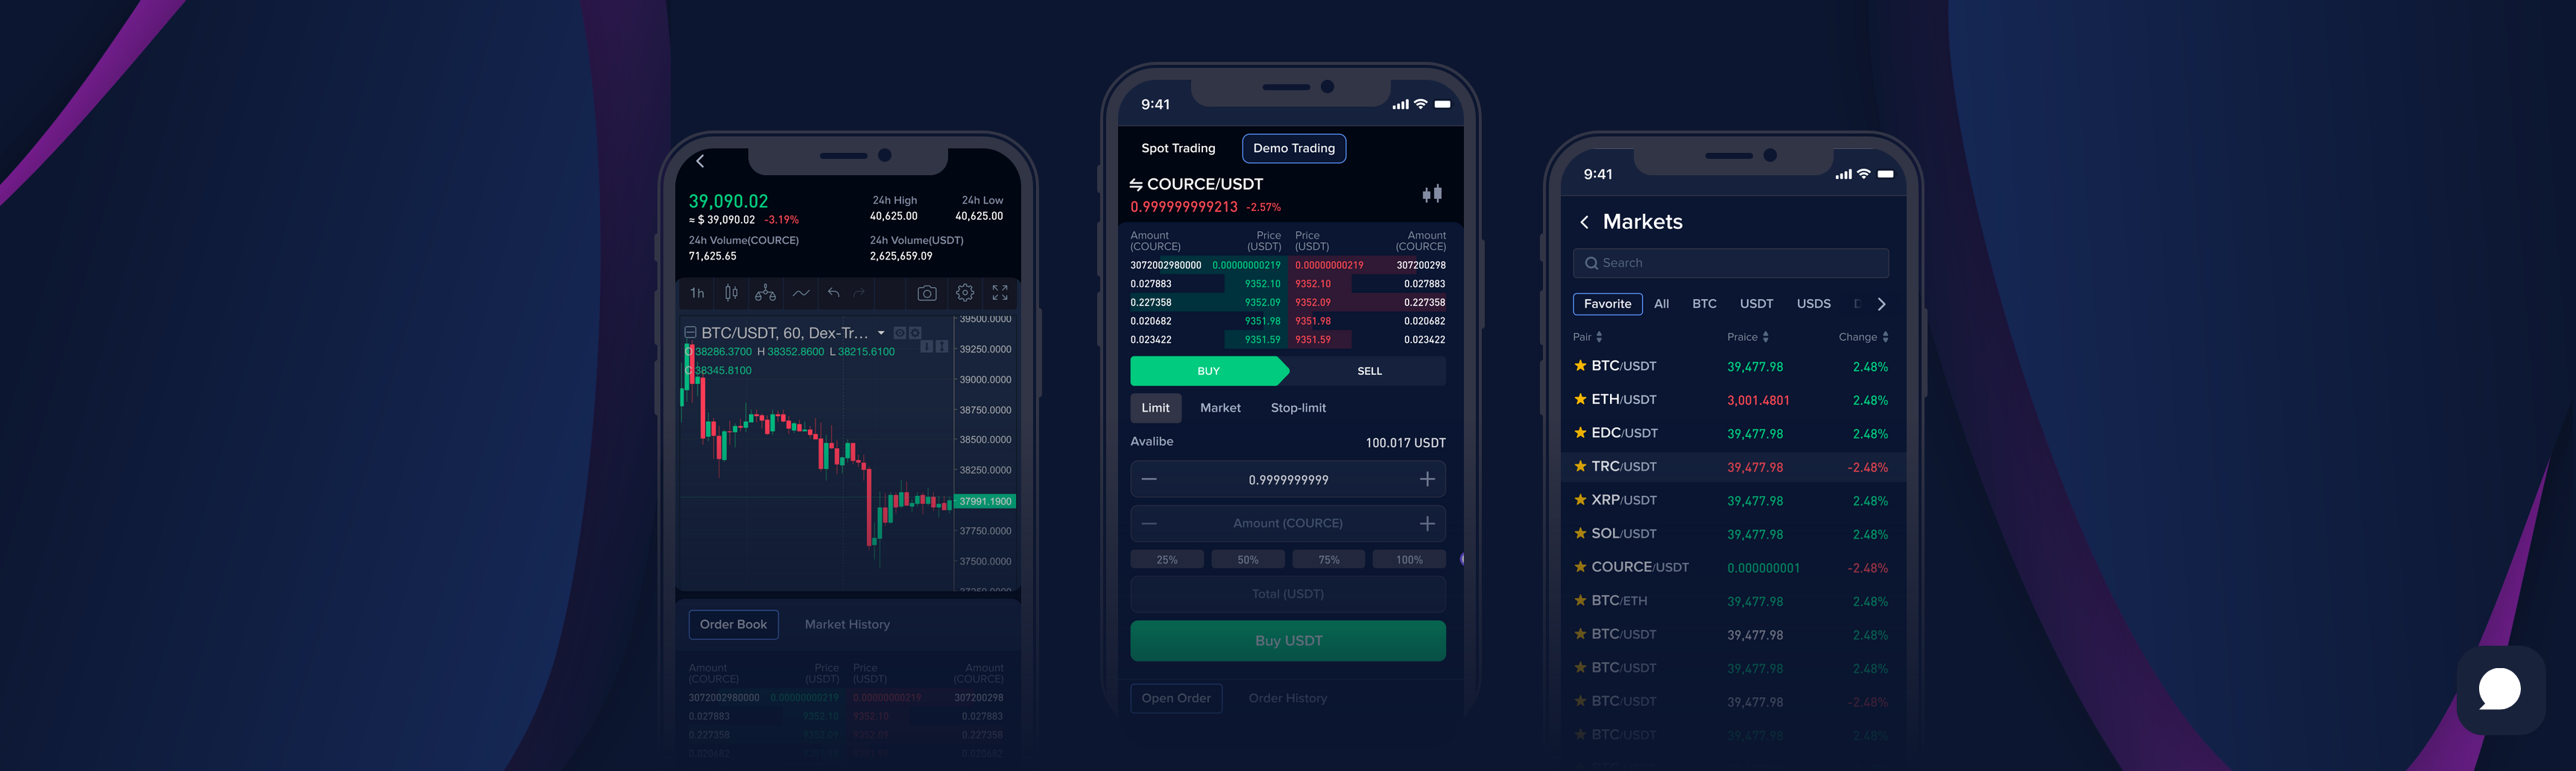 39,090.02
≈ $ 39,090.02 -3.19%
24h High 24h Low
40,625.00 40,625.00
24h Volume(COURCE) 24h Volume(USDT)
71,625.65 2,625,659.09
1h
39500.0000
BTC/USDT, 60, Dex-Tr...
O 38286.3700 H 38352.8600 L 38215.6100
C 38345.8100
39250.0000
39000.0000
38750.0000
38500.0000
38250.0000
37991.1900
37750.0000
37500.0000
37250.0000
Order Book Market History
Amount Price Price Amount
(COURCE) (USDT) (USDT) (COURCE)
3072002980000 0.00000000219 0.00000000219 307200298
0.027883 9352.10 9352.10 0.027883
0.227358 9352.09 9352.09 0.227358
0.020682 9351.98 9351.98 0.020682
9:41
Spot Trading Demo Trading
COURCE/USDT
0.999999999213 -2.57%
Amount Price Price Amount
(COURCE) (USDT) (USDT) (COURCE)
3072002980000 0.00000000219 0.00000000219 307200298
0.027883 9352.10 9352.10 0.027883
0.227358 9352.09 9352.09 0.227358
0.020682 9351.98 9351.98 0.020682
0.023422 9351.59 9351.59 0.023422
BUY SELL
Limit Market Stop-limit
Avalibe 100.017 USDT
0.9999999999
Amount (COURCE)
25% 50% 75% 100%
Total (USDT)
Buy USDT
Open Order Order History
9:41
Markets
Search
Favorite All BTC USDT USDS
Pair Praice Change
BTC/USDT 39,477.98 2.48%
ETH/USDT 3,001.4801 2.48%
EDC/USDT 39,477.98 2.48%
TRC/USDT 39,477.98 -2.48%
XRP/USDT 39,477.98 2.48%
SOL/USDT 39,477.98 2.48%
COURCE/USDT 0.000000001 -2.48%
BTC/ETH 39,477.98 2.48%
BTC/USDT 39,477.98 2.48%
BTC/USDT 39,477.98 2.48%
BTC/USDT 39,477.98 -2.48%
BTC/USDT 39,477.98 2.48%